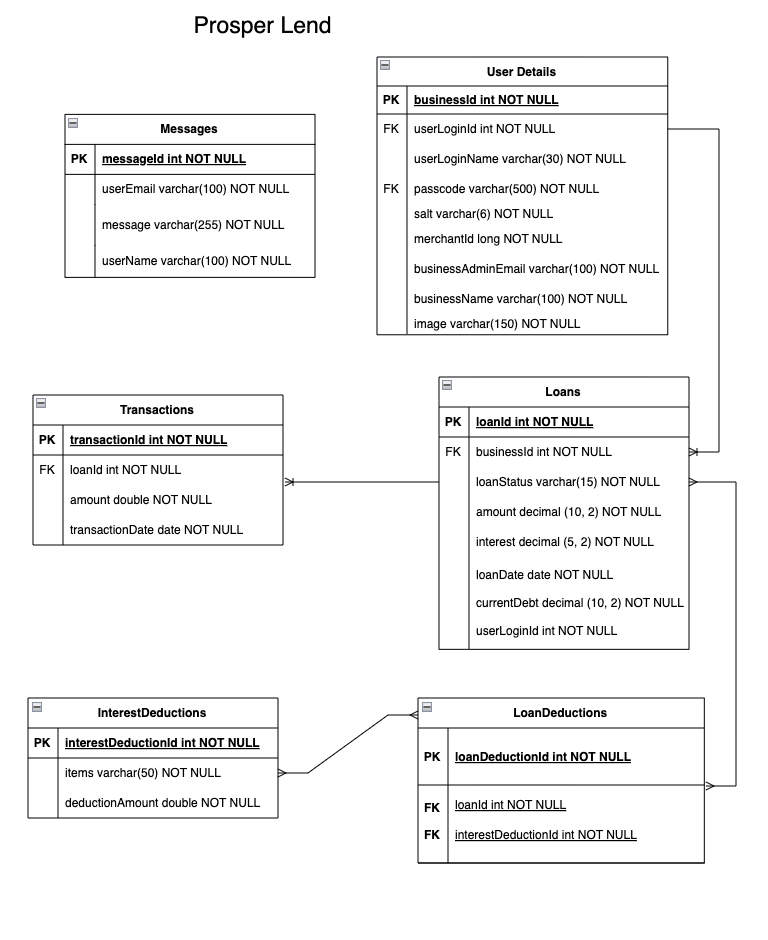 Prosper Lend
User Details
PK businessId int NOT NULL
FK userLoginId int NOT NULL
userLoginName varchar(30) NOT NULL
FK passcode varchar(500) NOT NULL
salt varchar(6) NOT NULL
merchantId long NOT NULL
businessAdminEmail varchar(100) NOT NULL
businessName varchar(100) NOT NULL
image varchar(150) NOT NULL
Messages
PK messageId int NOT NULL
userEmail varchar(100) NOT NULL
message varchar(255) NOT NULL
userName varchar(100) NOT NULL
Transactions
PK transactionId int NOT NULL
FK loanId int NOT NULL
amount double NOT NULL
transactionDate date NOT NULL
Loans
PK loanId int NOT NULL
FK businessId int NOT NULL
loanStatus varchar(15) NOT NULL
amount decimal (10, 2) NOT NULL
interest decimal (5, 2) NOT NULL
loanDate date NOT NULL
currentDebt decimal (10, 2) NOT NULL
userLoginId int NOT NULL
InterestDeductions
PK interestDeductionId int NOT NULL
items varchar(50) NOT NULL
deductionAmount double NOT NULL
LoanDeductions
PK loanDeductionId int NOT NULL
FK loanId int NOT NULL
FK interestDeductionId int NOT NULL